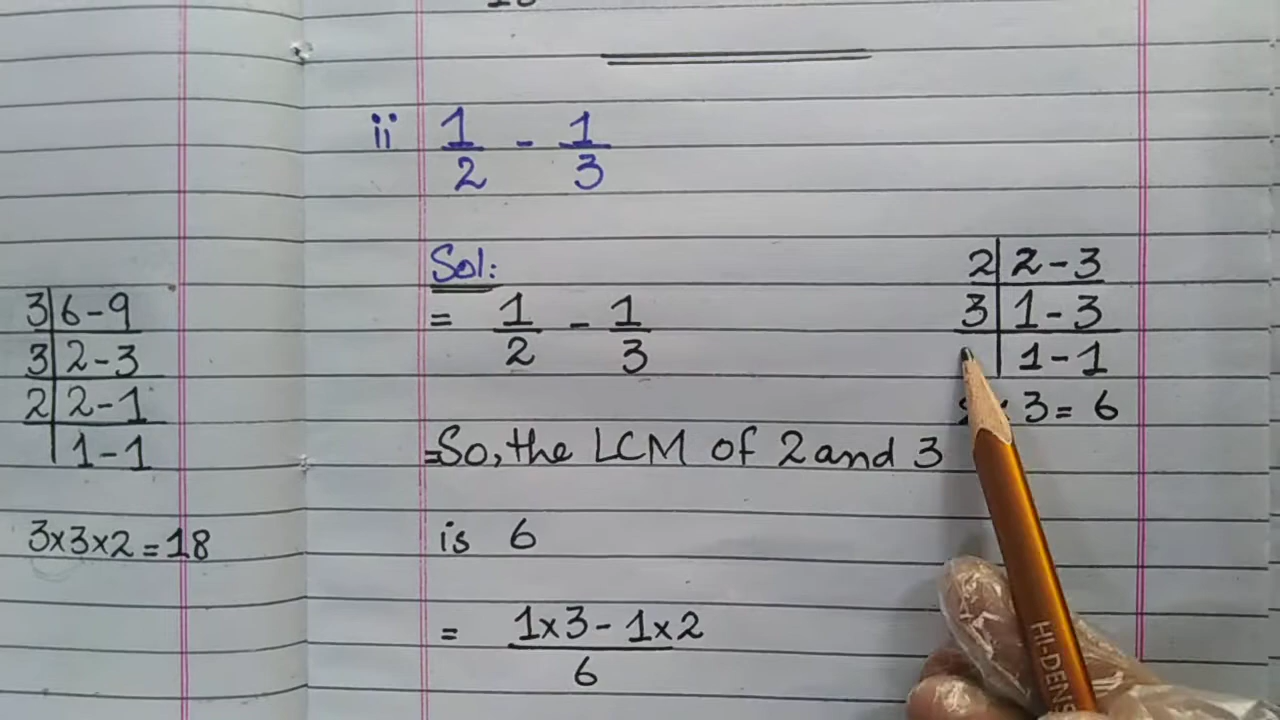 ii 1/2 - 1/3
Sol:
= 1/2 - 1/3
2 | 2 - 3
3 | 1 - 3
1 - 1
3 = 6
=So, the LCM of 2 and 3
is 6
= 1x3 - 1x2 / 6
3 | 6 - 9
3 | 2 - 3
2 | 2 - 1
1 - 1
3x3x2 = 18
HI-DENS